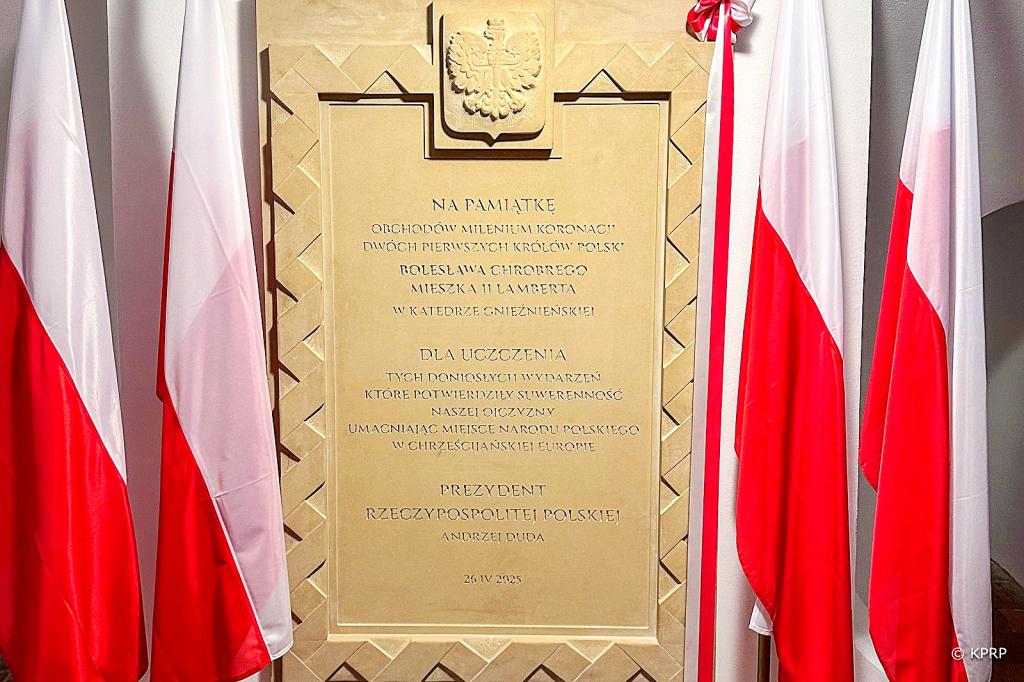 NA PAMIĄTKĘ
OBCHODÓW MILENIUM KORONACJI
DWÓCH PIERWSZYCH KRÓLÓW POLSKI
BOLESŁAWA CHROBREGO
MIESZKA II LAMBERTA
W KATEDRZE GNIEŹNIEŃSKIEJ
DLA UCZCZENIA
TYCH DONIOSŁYCH WYDARZEŃ
KTÓRE POTWIERDZIŁY SUWERENNOŚĆ
NASZEJ OJCZYZNY
UMACNIAJĄC MIEJSCE NARODU POLSKIEGO
W CHRZEŚCIJAŃSKIEJ EUROPIE
PREZYDENT
RZECZYPOSPOLITEJ POLSKIEJ
ANDRZEJ DUDA
26 IV 2025
© KPRP